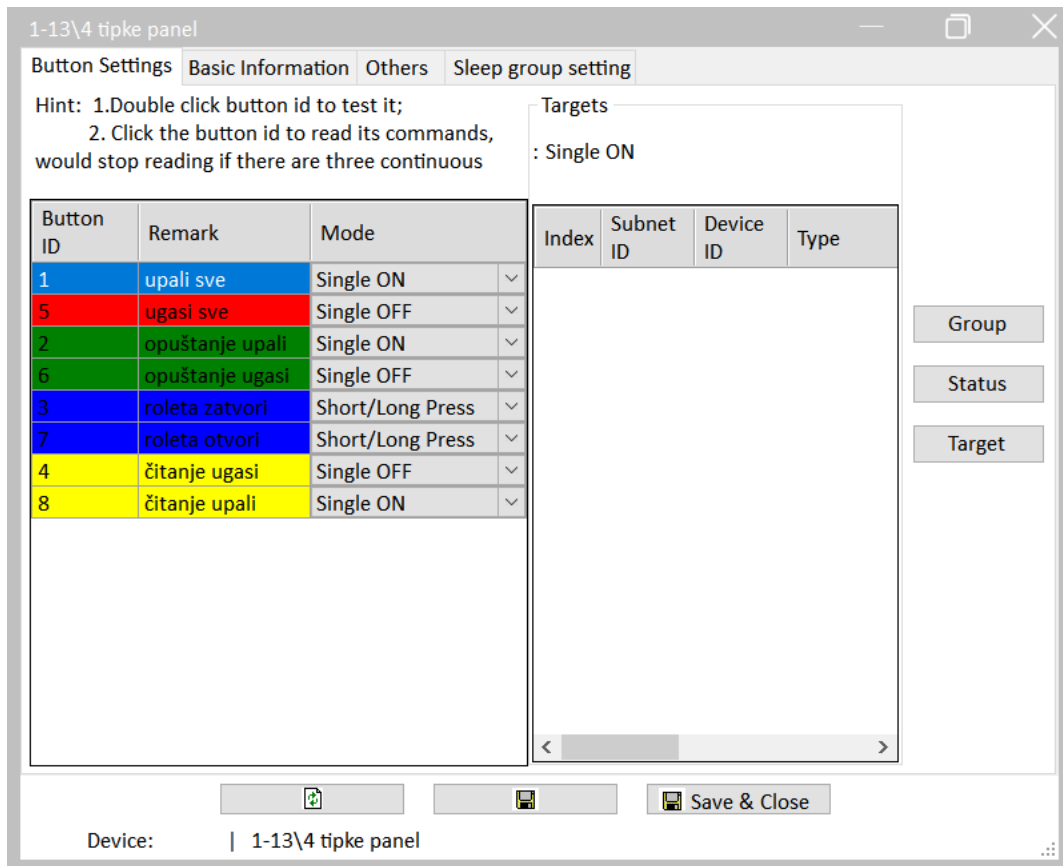 1-13\4 tipke panel
Button Settings Basic Information Others Sleep group setting
Hint: 1.Double click button id to test it;
2. Click the button id to read its commands,
would stop reading if there are three continuous
Targets
: Single ON
Button ID Remark Mode
1 upali sve Single ON
5 ugasi sve Single OFF
2 opuštanje upali Single ON
6 opuštanje ugasi Single OFF
3 roleta zatvori Short/Long Press
7 roleta otvori Short/Long Press
4 čitanje ugasi Single OFF
8 čitanje upali Single ON
Index Subnet ID Device ID Type
Group
Status
Target
Save & Close
Device: | 1-13\4 tipke panel